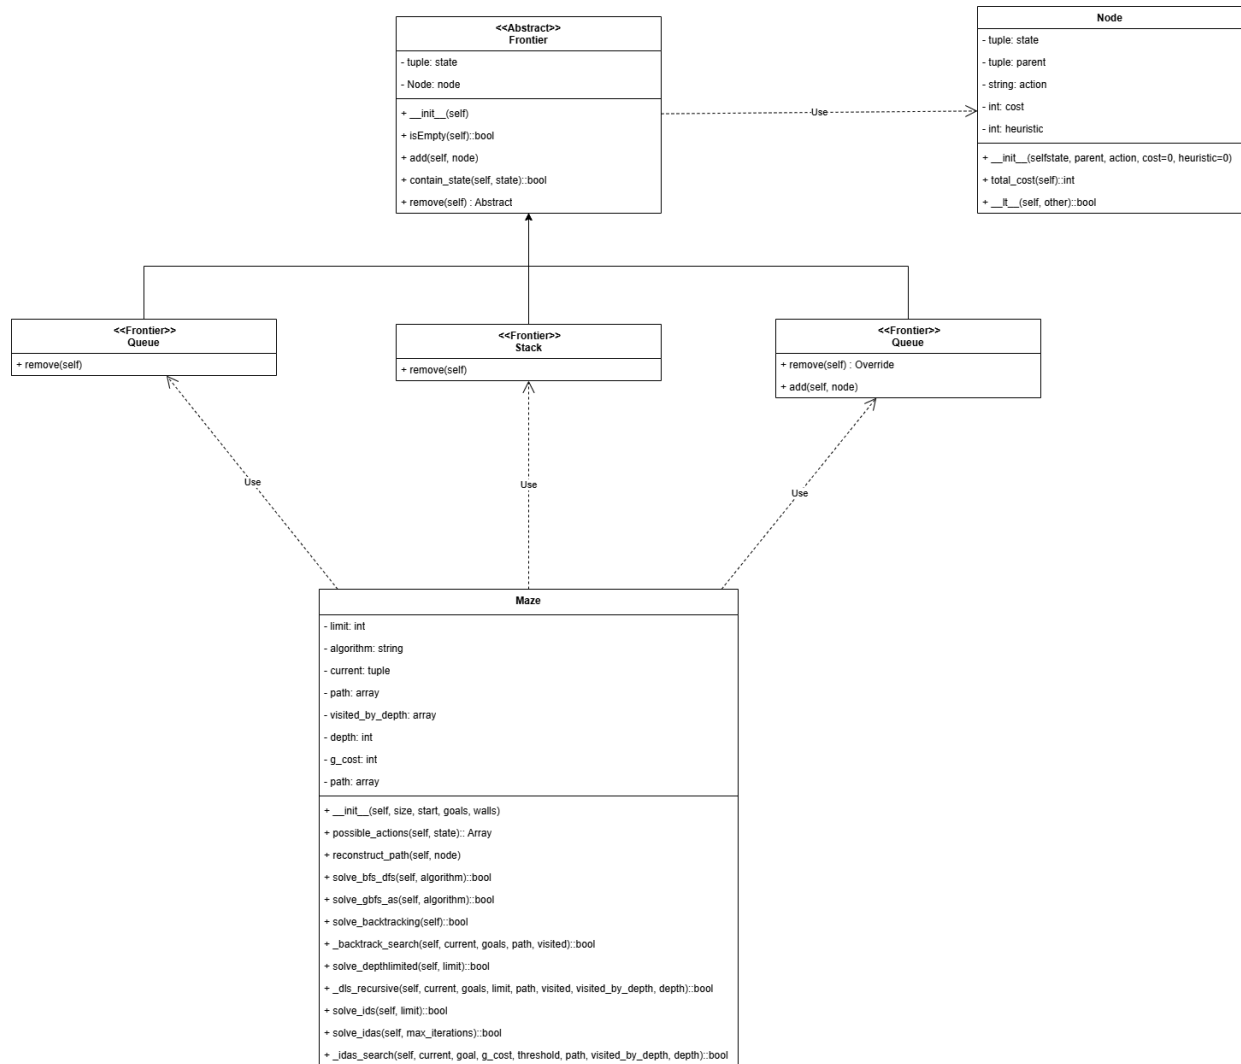 <<Abstract>>
Frontier
- tuple: state
- Node: node
+ __init__(self)
+ isEmpty(self)::bool
+ add(self, node)
+ contain_state(self, state)::bool
+ remove(self) : Abstract
Use
Node
- tuple: state
- tuple: parent
- string: action
- int: cost
- int: heuristic
+ __init__(selfstate, parent, action, cost=0, heuristic=0)
+ total_cost(self)::int
+ __lt__(self, other)::bool
<<Frontier>>
Queue
+ remove(self)
<<Frontier>>
Stack
+ remove(self)
<<Frontier>>
Queue
+ remove(self) : Override
+ add(self, node)
Use
Use
Use
Maze
- limit: int
- algorithm: string
- current: tuple
- path: array
- visited_by_depth: array
- depth: int
- g_cost: int
- path: array
+ __init__(self, size, start, goals, walls)
+ possible_actions(self, state):: Array
+ reconstruct_path(self, node)
+ solve_bfs_dfs(self, algorithm)::bool
+ solve_gbfs_as(self, algorithm)::bool
+ solve_backtracking(self)::bool
+ _backtrack_search(self, current, goals, path, visited)::bool
+ solve_depthlimited(self, limit)::bool
+ _dls_recursive(self, current, goals, limit, path, visited, visited_by_depth, depth)::bool
+ solve_ids(self, limit)::bool
+ solve_idas(self, max_iterations)::bool
+ _idas_search(self, current, goal, g_cost, threshold, path, visited_by_depth, depth)::bool